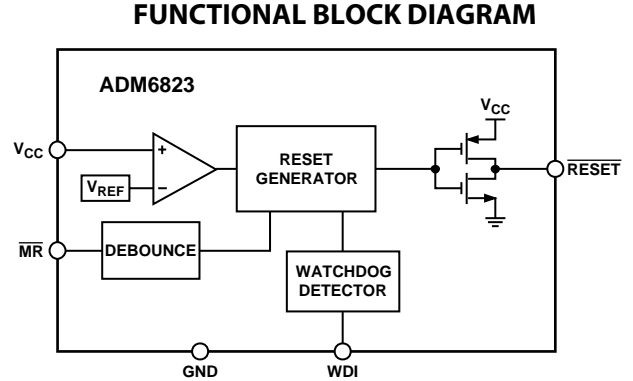 FUNCTIONAL BLOCK DIAGRAM
ADM6823
VCC
VCC
+
−
VREF
RESET
GENERATOR
RESET
MR
DEBOUNCE
WATCHDOG
DETECTOR
GND
WDI